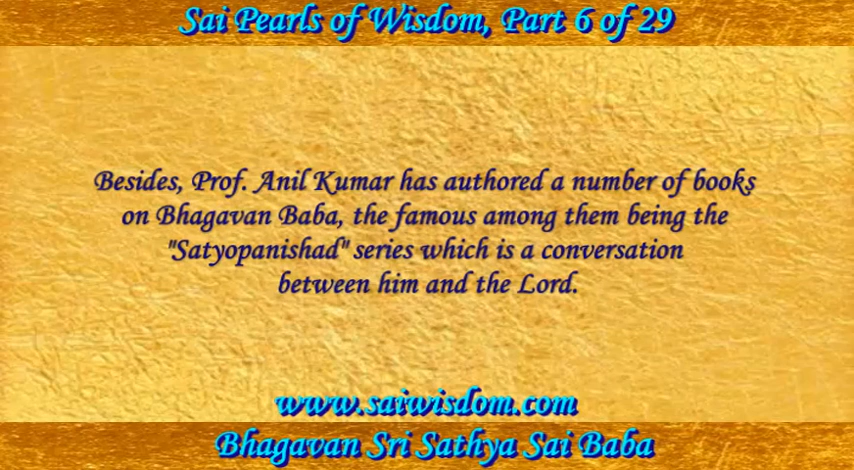 Sai Pearls of Wisdom, Part 6 of 29
Besides, Prof. Anil Kumar has authored a number of books
on Bhagavan Baba, the famous among them being the
"Satyopanishad" series which is a conversation
between him and the Lord.
www.saiwisdom.com
Bhagavan Sri Sathya Sai Baba